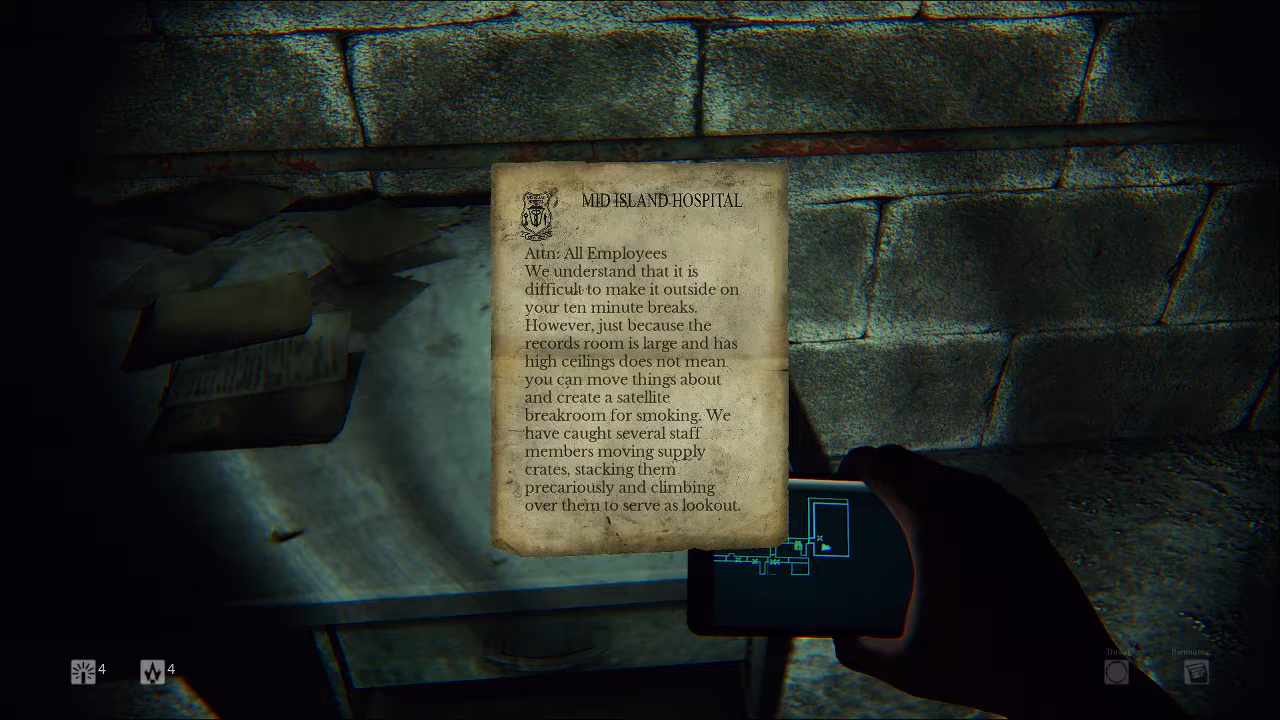 MID ISLAND HOSPITAL
Attn: All Employees
We understand that it is
difficult to make it outside on
your ten minute breaks.
However, just because the
records room is large and has
high ceilings does not mean
you can move things about
and create a satellite
breakroom for smoking. We
have caught several staff
members moving supply
crates, stacking them
precariously and climbing
over them to serve as lookout.
4
4
Threat
Remnants